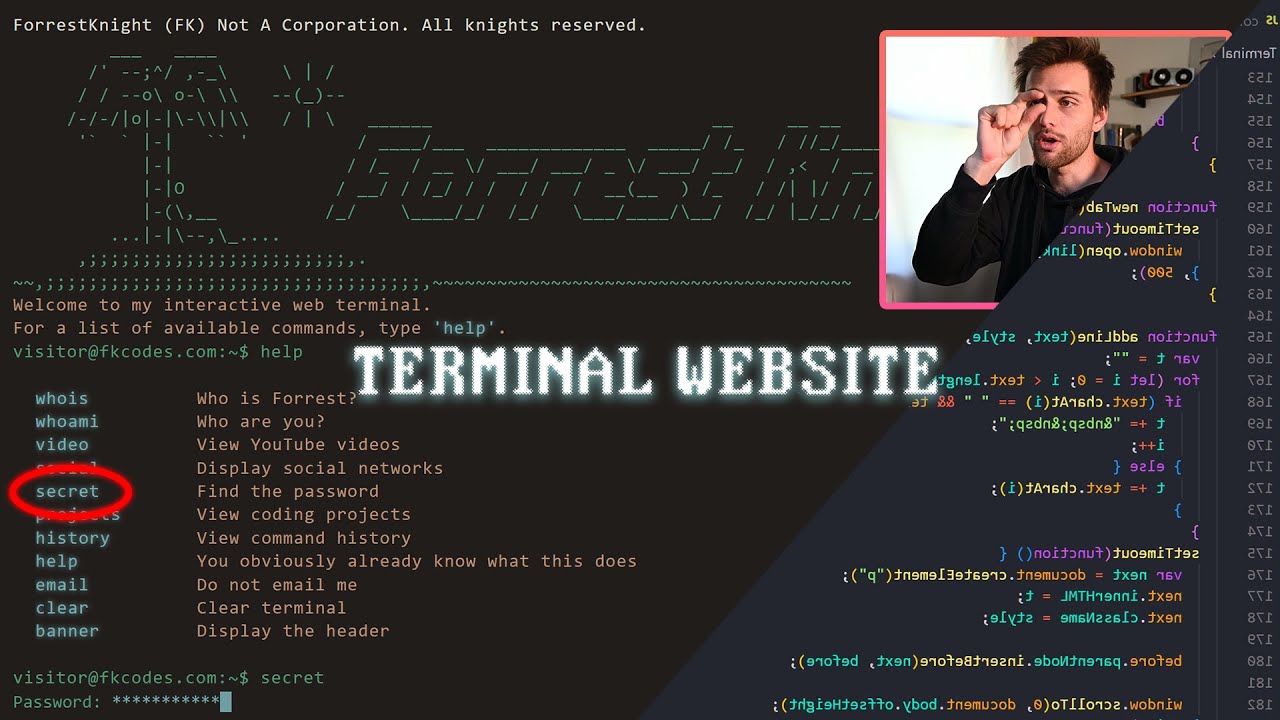 ForrestKnight (FK) Not A Corporation. All knights reserved.
Welcome to my interactive web terminal.
For a list of available commands, type 'help'.
visitor@fkcodes.com:~$ help
TERMINAL WEBSITE
whois Who is Forrest?
whoami Who are you?
video View YouTube videos
social Display social networks
secret Find the password
projects View coding projects
history View command history
help You obviously already know what this does
email Do not email me
clear Clear terminal
banner Display the header
visitor@fkcodes.com:~$ secret
Password: ***********
JS
Terminal
153
154
155
156 }
157 }
158
159 function newTab(
160 setTimeout(funct
161 window.open(link
162 }, 500);
163 }
164
165 function addLine(text, style,
166 var t = "";
167 for (let i = 0; i < text.lengt
168 if (text.charAt(i) == " " && te
169 t += "&nbsp;&nbsp;";
170 i++;
171 } else {
172 t += text.charAt(i);
173 }
174 }
175 setTimeout(function() {
176 var next = document.createElement("p");
177 next.innerHTML = t;
178 next.className = style;
179
180 before.parentNode.insertBefore(next, before);
181
182 window.scrollTo(0, document.body.offsetHeight);